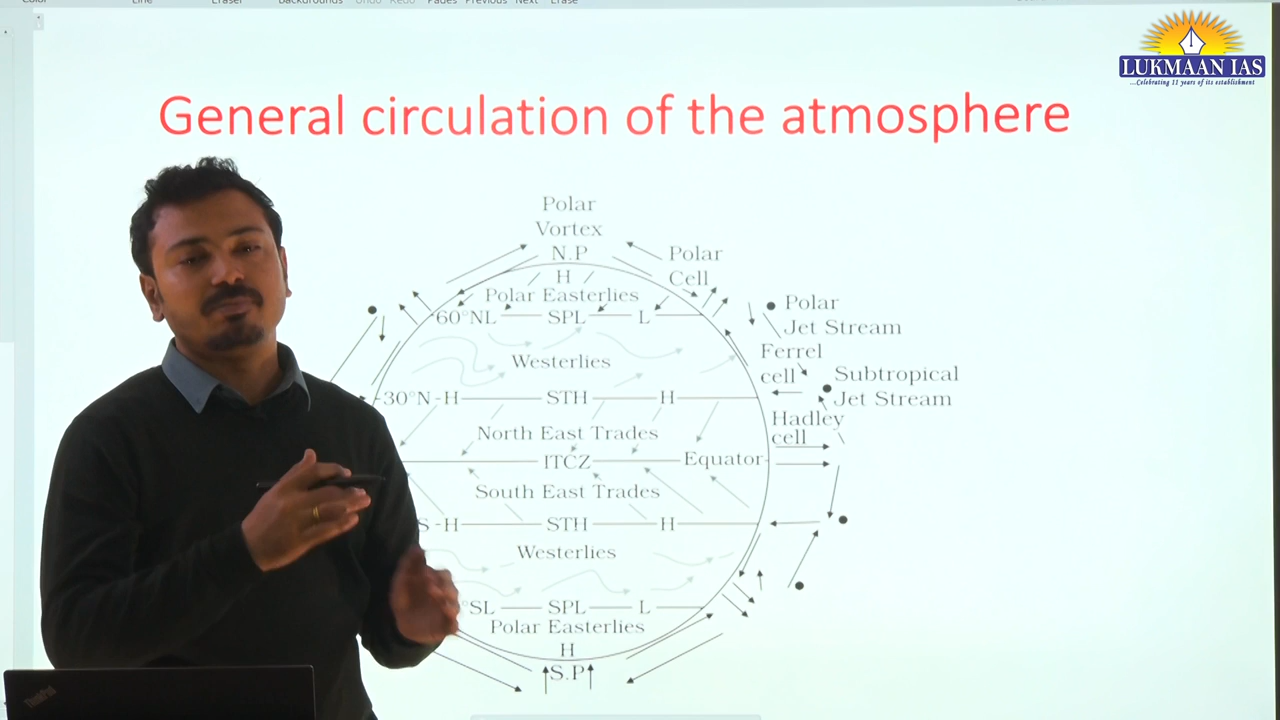 Color Line Eraser Backgrounds Undo Redo Pages Previous Next Erase
LUKMAAN IAS
...Celebrating 11 years of its establishment
General circulation of the atmosphere
Polar
Vortex
N.P
H
Polar
Cell
Polar Easterlies
60°NL SPL L
Polar
Jet Stream
Westerlies
Ferrel
cell
Subtropical
Jet Stream
30°N-H STH H
Hadley
cell
North East Trades
ITCZ Equator
South East Trades
S-H STH H
Westerlies
°SL SPL L
Polar Easterlies
H
S.P
ThinkPad